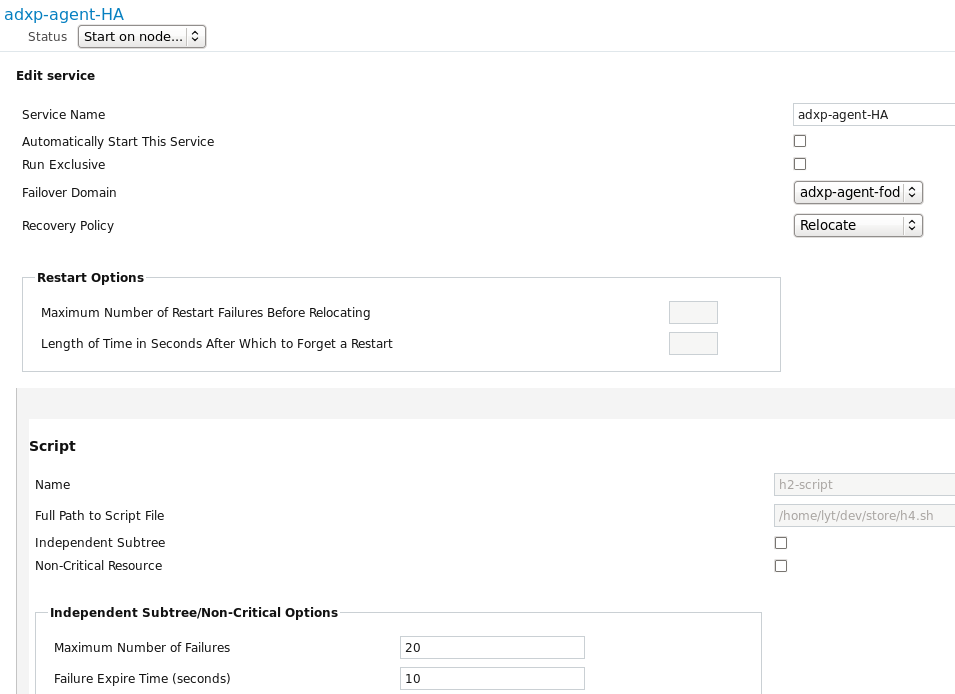 adxp-agent-HA
Status Start on node...
Edit service
Service Name adxp-agent-HA
Automatically Start This Service
Run Exclusive
Failover Domain adxp-agent-fod
Recovery Policy Relocate
Restart Options
Maximum Number of Restart Failures Before Relocating
Length of Time in Seconds After Which to Forget a Restart
Script
Name h2-script
Full Path to Script File /home/lyt/dev/store/h4.sh
Independent Subtree
Non-Critical Resource
Independent Subtree/Non-Critical Options
Maximum Number of Failures 20
Failure Expire Time (seconds) 10